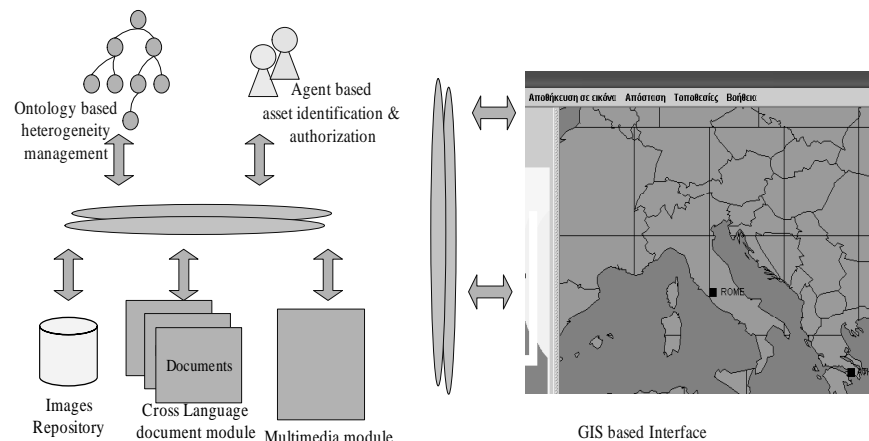 Ontology based
heterogeneity
management
Agent based
asset identification &
authorization
Αποθήκευση σε εικόνα Απόσταση Τοποθεσίες Βοήθεια
ROME
Documents
Images
Repository
Cross Language
document module
Multimedia module
GIS based Interface